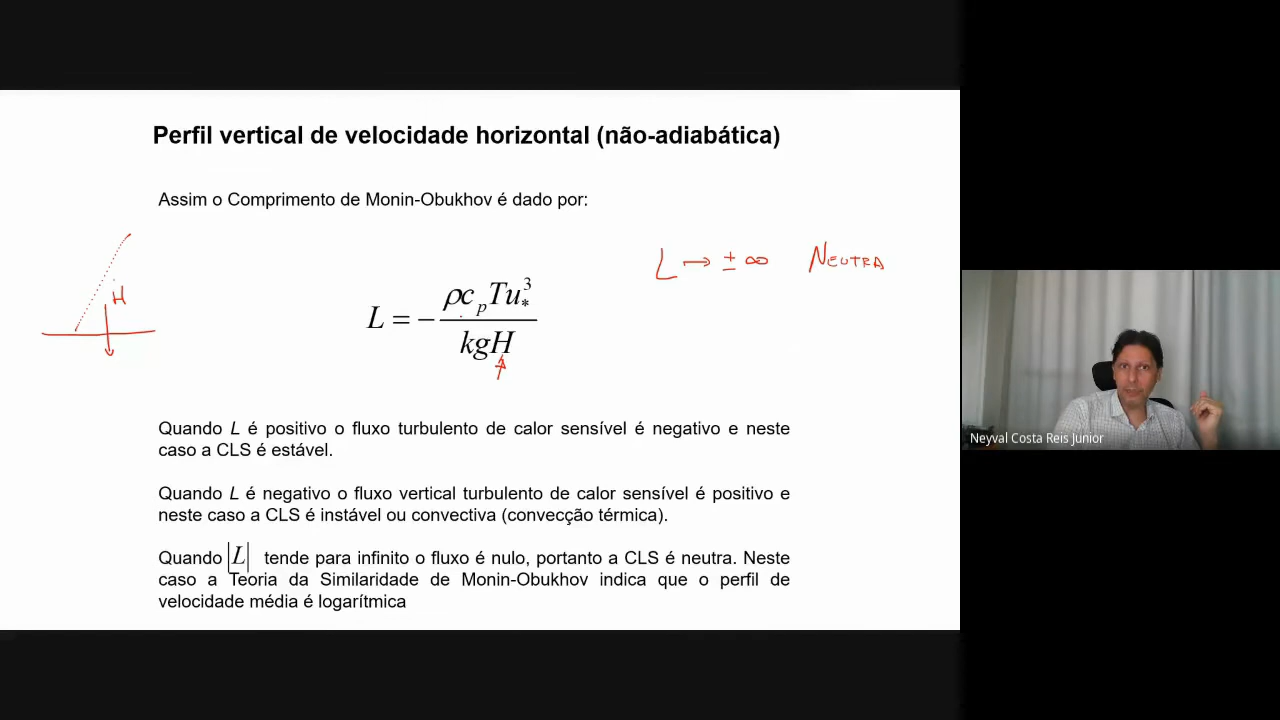 Perfil vertical de velocidade horizontal (não-adiabática)
Assim o Comprimento de Monin-Obukhov é dado por:
L → ± ∞ NEUTRA
H
L = − ρc_pTu_*^3 / kgH
Quando L é positivo o fluxo turbulento de calor sensível é negativo e neste
caso a CLS é estável.
Quando L é negativo o fluxo vertical turbulento de calor sensível é positivo e
neste caso a CLS é instável ou convectiva (convecção térmica).
Quando |L| tende para infinito o fluxo é nulo, portanto a CLS é neutra. Neste
caso a Teoria da Similaridade de Monin-Obukhov indica que o perfil de
velocidade média é logarítmica
Neyval Costa Reis Junior